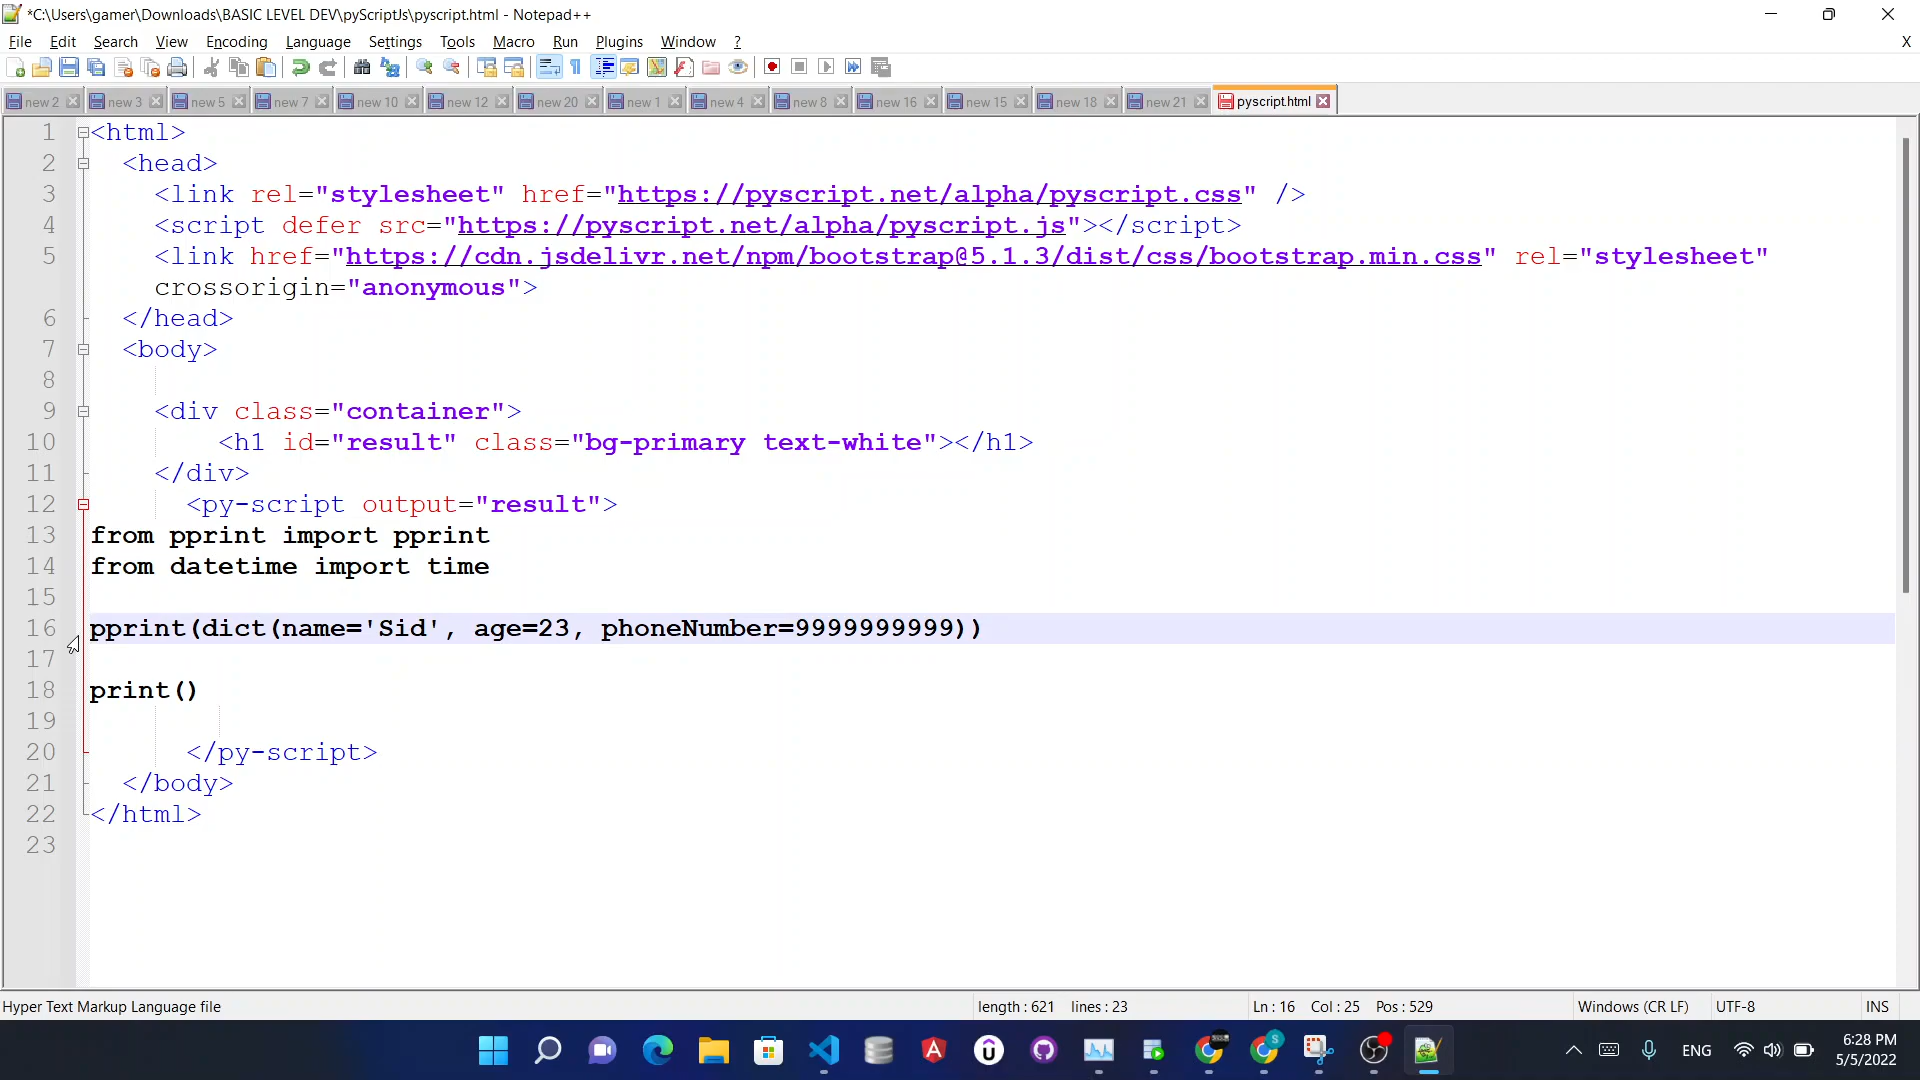 *C:\Users\gamer\Downloads\BASIC LEVEL DEV\pyScriptJs\pyscript.html - Notepad++
File Edit Search View Encoding Language Settings Tools Macro Run Plugins Window ? X
new 2 new 3 new 5 new 7 new 10 new 12 new 20 new 1 new 4 new 8 new 16 new 15 new 18 new 21 pyscript.html
1 <html>
2 <head>
3 <link rel="stylesheet" href="https://pyscript.net/alpha/pyscript.css" />
4 <script defer src="https://pyscript.net/alpha/pyscript.js"></script>
5 <link href="https://cdn.jsdelivr.net/npm/bootstrap@5.1.3/dist/css/bootstrap.min.css" rel="stylesheet"
crossorigin="anonymous">
6 </head>
7 <body>
8
9 <div class="container">
10 <h1 id="result" class="bg-primary text-white"></h1>
11 </div>
12 <py-script output="result">
13 from pprint import pprint
14 from datetime import time
15
16 pprint(dict(name='Sid', age=23, phoneNumber=9999999999))
17
18 print()
19
20 </py-script>
21 </body>
22 </html>
23
Hyper Text Markup Language file length : 621 lines : 23 Ln : 16 Col : 25 Pos : 529 Windows (CR LF) UTF-8 INS
ENG 6:28 PM
5/5/2022